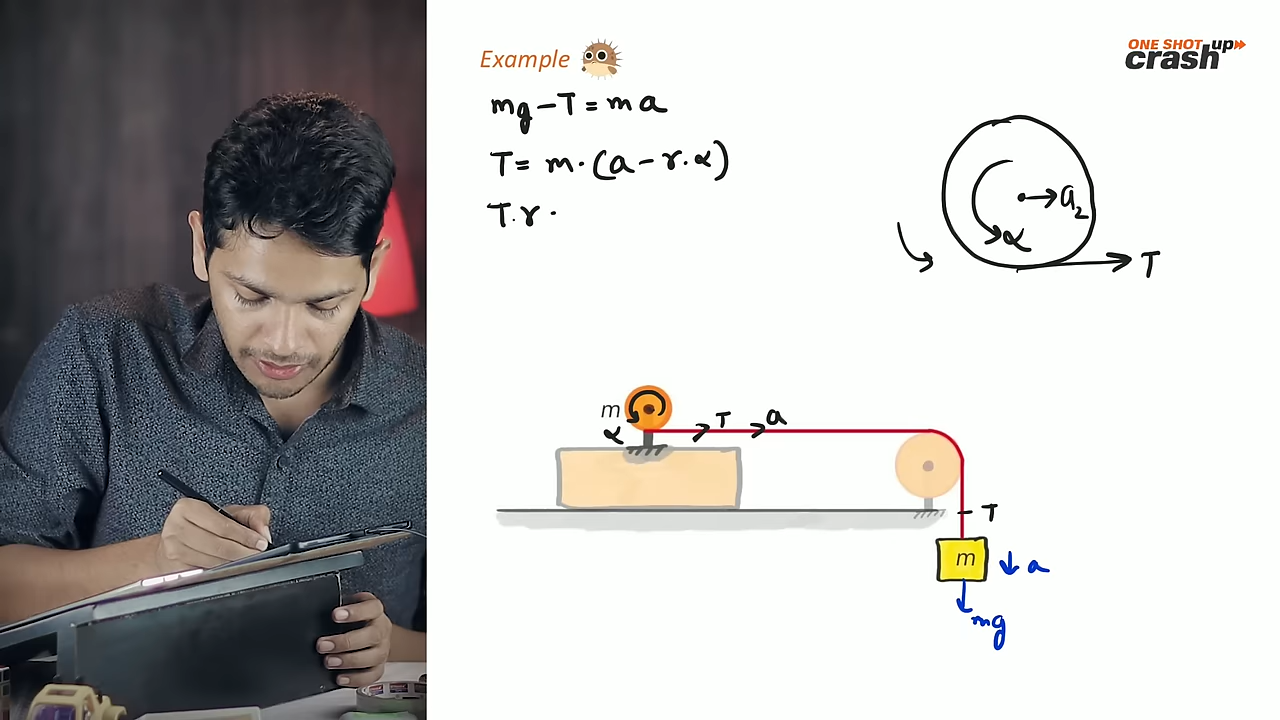 Example
ONE SHOT up
crash
mg - T = ma
T = m·(a - r·α)
T·r·
a₂
α
T
m
α
T
a
T
m
a
mg